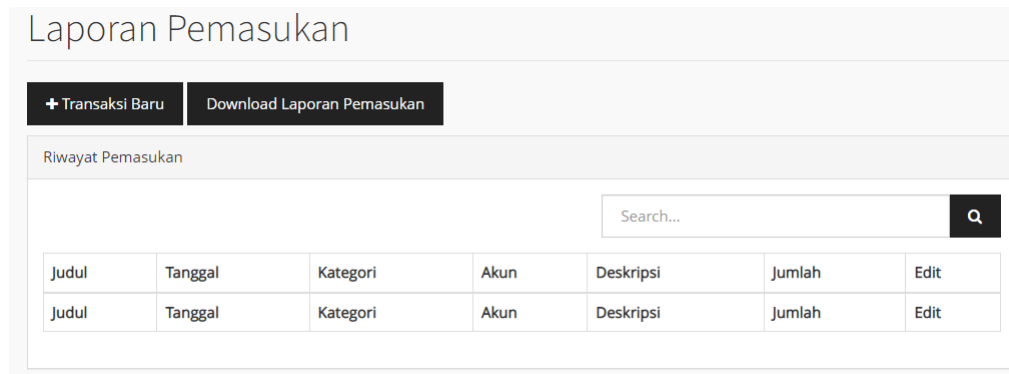 Laporan Pemasukan
+ Transaksi Baru Download Laporan Pemasukan
Riwayat Pemasukan
Search...
Judul Tanggal Kategori Akun Deskripsi Jumlah Edit
Judul Tanggal Kategori Akun Deskripsi Jumlah Edit